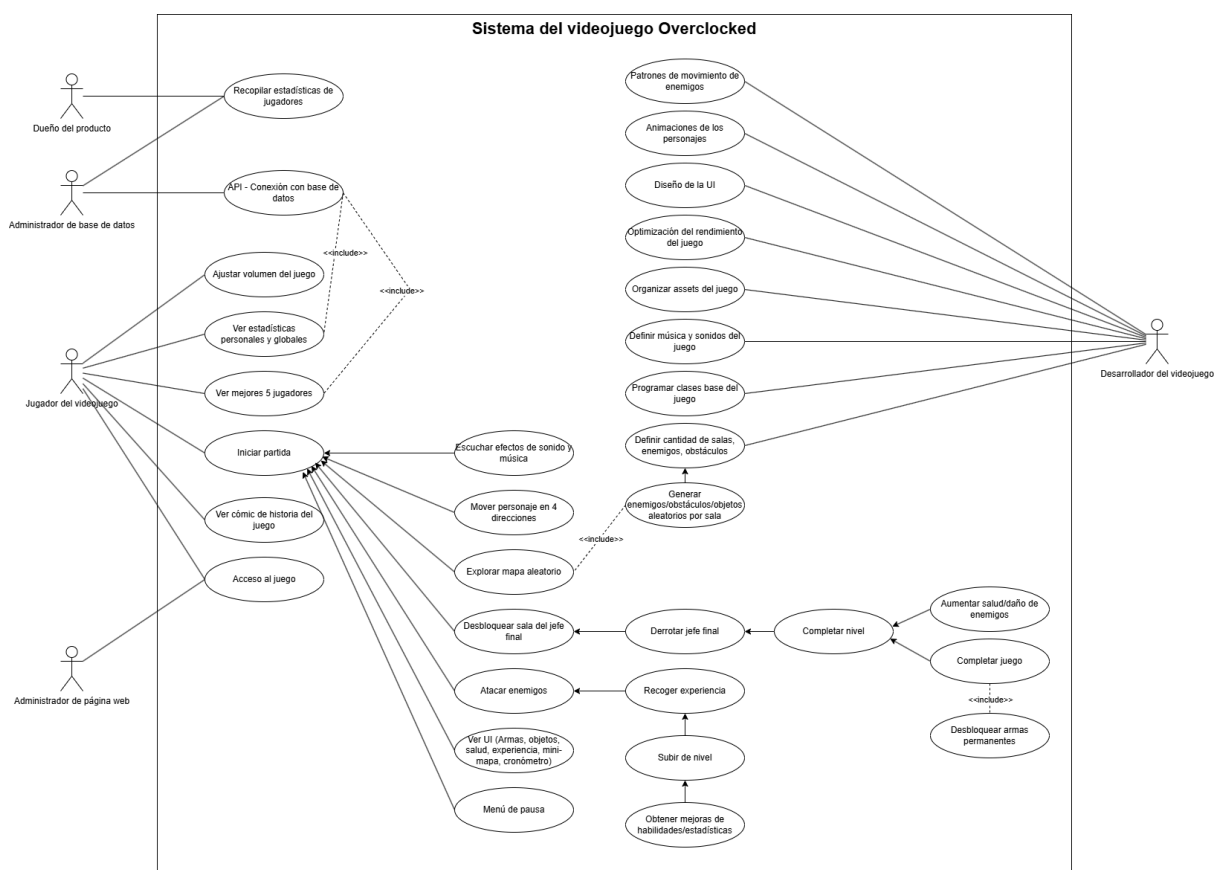 Sistema del videojuego Overclocked
Dueño del producto
Administrador de base de datos
Jugador del videojuego
Administrador de página web
Recopilar estadísticas de
jugadores
API - Conexión con base de
datos
<<include>>
<<include>>
Ajustar volumen del juego
Ver estadísticas
personales y globales
Ver mejores 5 jugadores
Iniciar partida
Ver cómic de historia del
juego
Acceso al juego
Escuchar efectos de sonido y
música
Mover personaje en 4
direcciones
Explorar mapa aleatorio
<<include>>
Desbloquear sala del jefe
final
Atacar enemigos
Ver UI (Armas, objetos,
salud, experiencia, mini-
mapa, cronómetro)
Menú de pausa
Patrones de movimiento de
enemigos
Animaciones de los
personajes
Diseño de la UI
Optimización del rendimiento
del juego
Organizar assets del juego
Definir música y sonidos del
juego
Programar clases base del
juego
Definir cantidad de salas,
enemigos, obstáculos
Generar
enemigos/obstáculos/objetos
aleatorios por sala
Derrotar jefe final
Completar nivel
Recoger experiencia
Subir de nivel
Obtener mejoras de
habilidades/estadísticas
Aumentar salud/daño de
enemigos
Completar juego
<<include>>
Desbloquear armas
permanentes
Desarrollador del videojuego